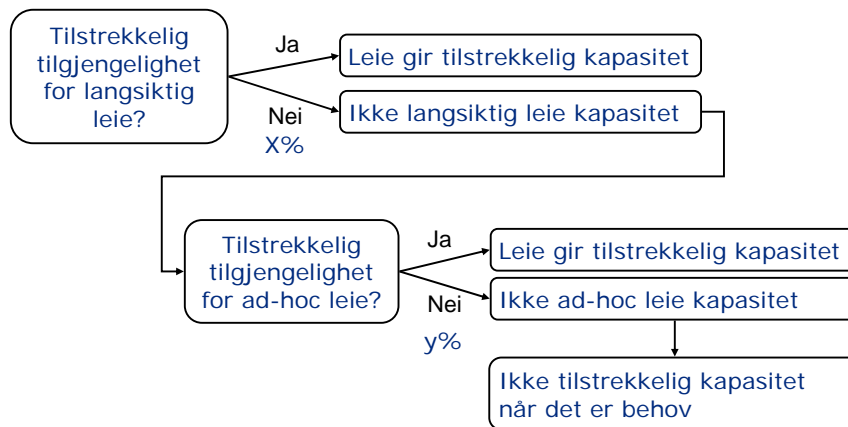 Tilstrekkelig
tilgjengelighet
for langsiktig
leie?
Ja
Leie gir tilstrekkelig kapasitet
Nei
X%
Ikke langsiktig leie kapasitet
Tilstrekkelig
tilgjengelighet
for ad-hoc leie?
Ja
Leie gir tilstrekkelig kapasitet
Nei
y%
Ikke ad-hoc leie kapasitet
Ikke tilstrekkelig kapasitet
når det er behov